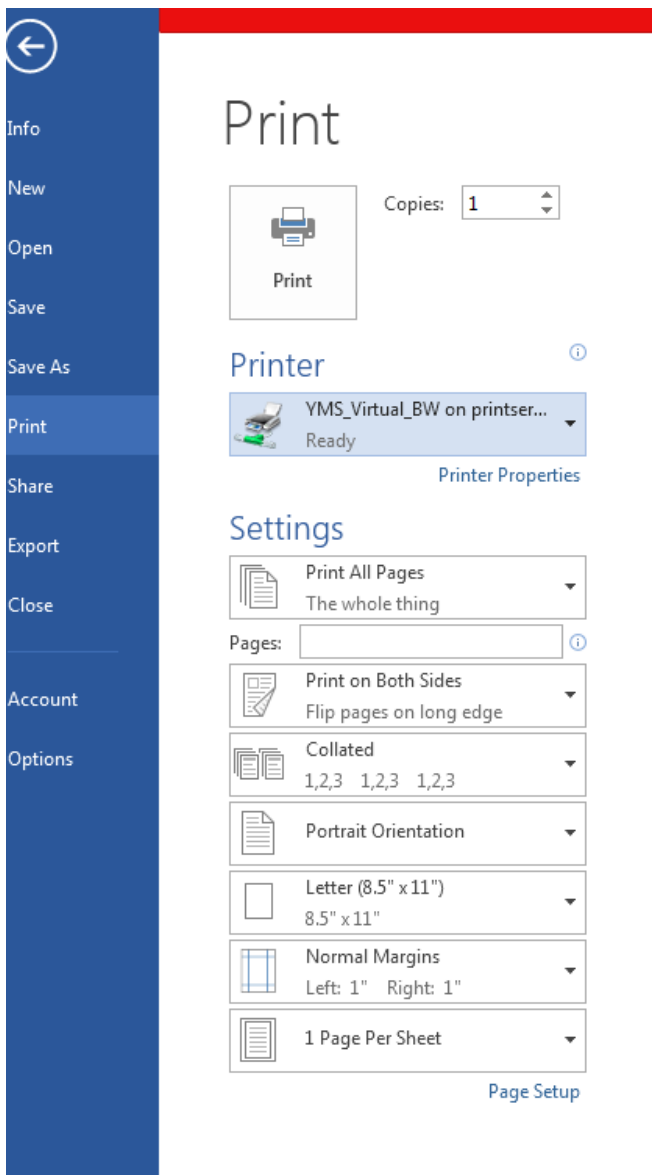 Info
New
Open
Save
Save As
Print
Share
Export
Close
Account
Options
Print
Print
Copies: 1
Printer
YMS_Virtual_BW on printser...
Ready
Printer Properties
Settings
Print All Pages
The whole thing
Pages:
Print on Both Sides
Flip pages on long edge
Collated
1,2,3 1,2,3 1,2,3
Portrait Orientation
Letter (8.5" x 11")
8.5" x 11"
Normal Margins
Left: 1" Right: 1"
1 Page Per Sheet
Page Setup